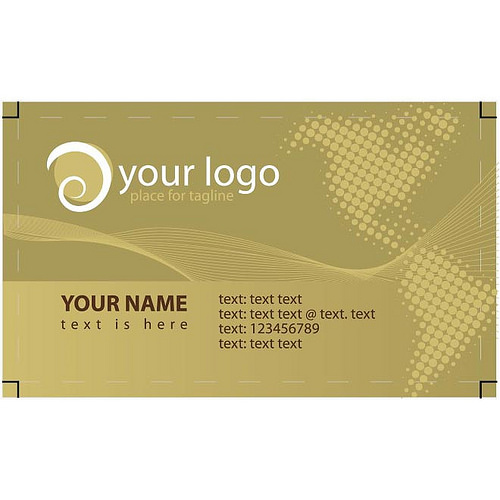 your logo
place for tagline
YOUR NAME
text is here
text: text text
text: text text @ text. text
text: 123456789
text: text text